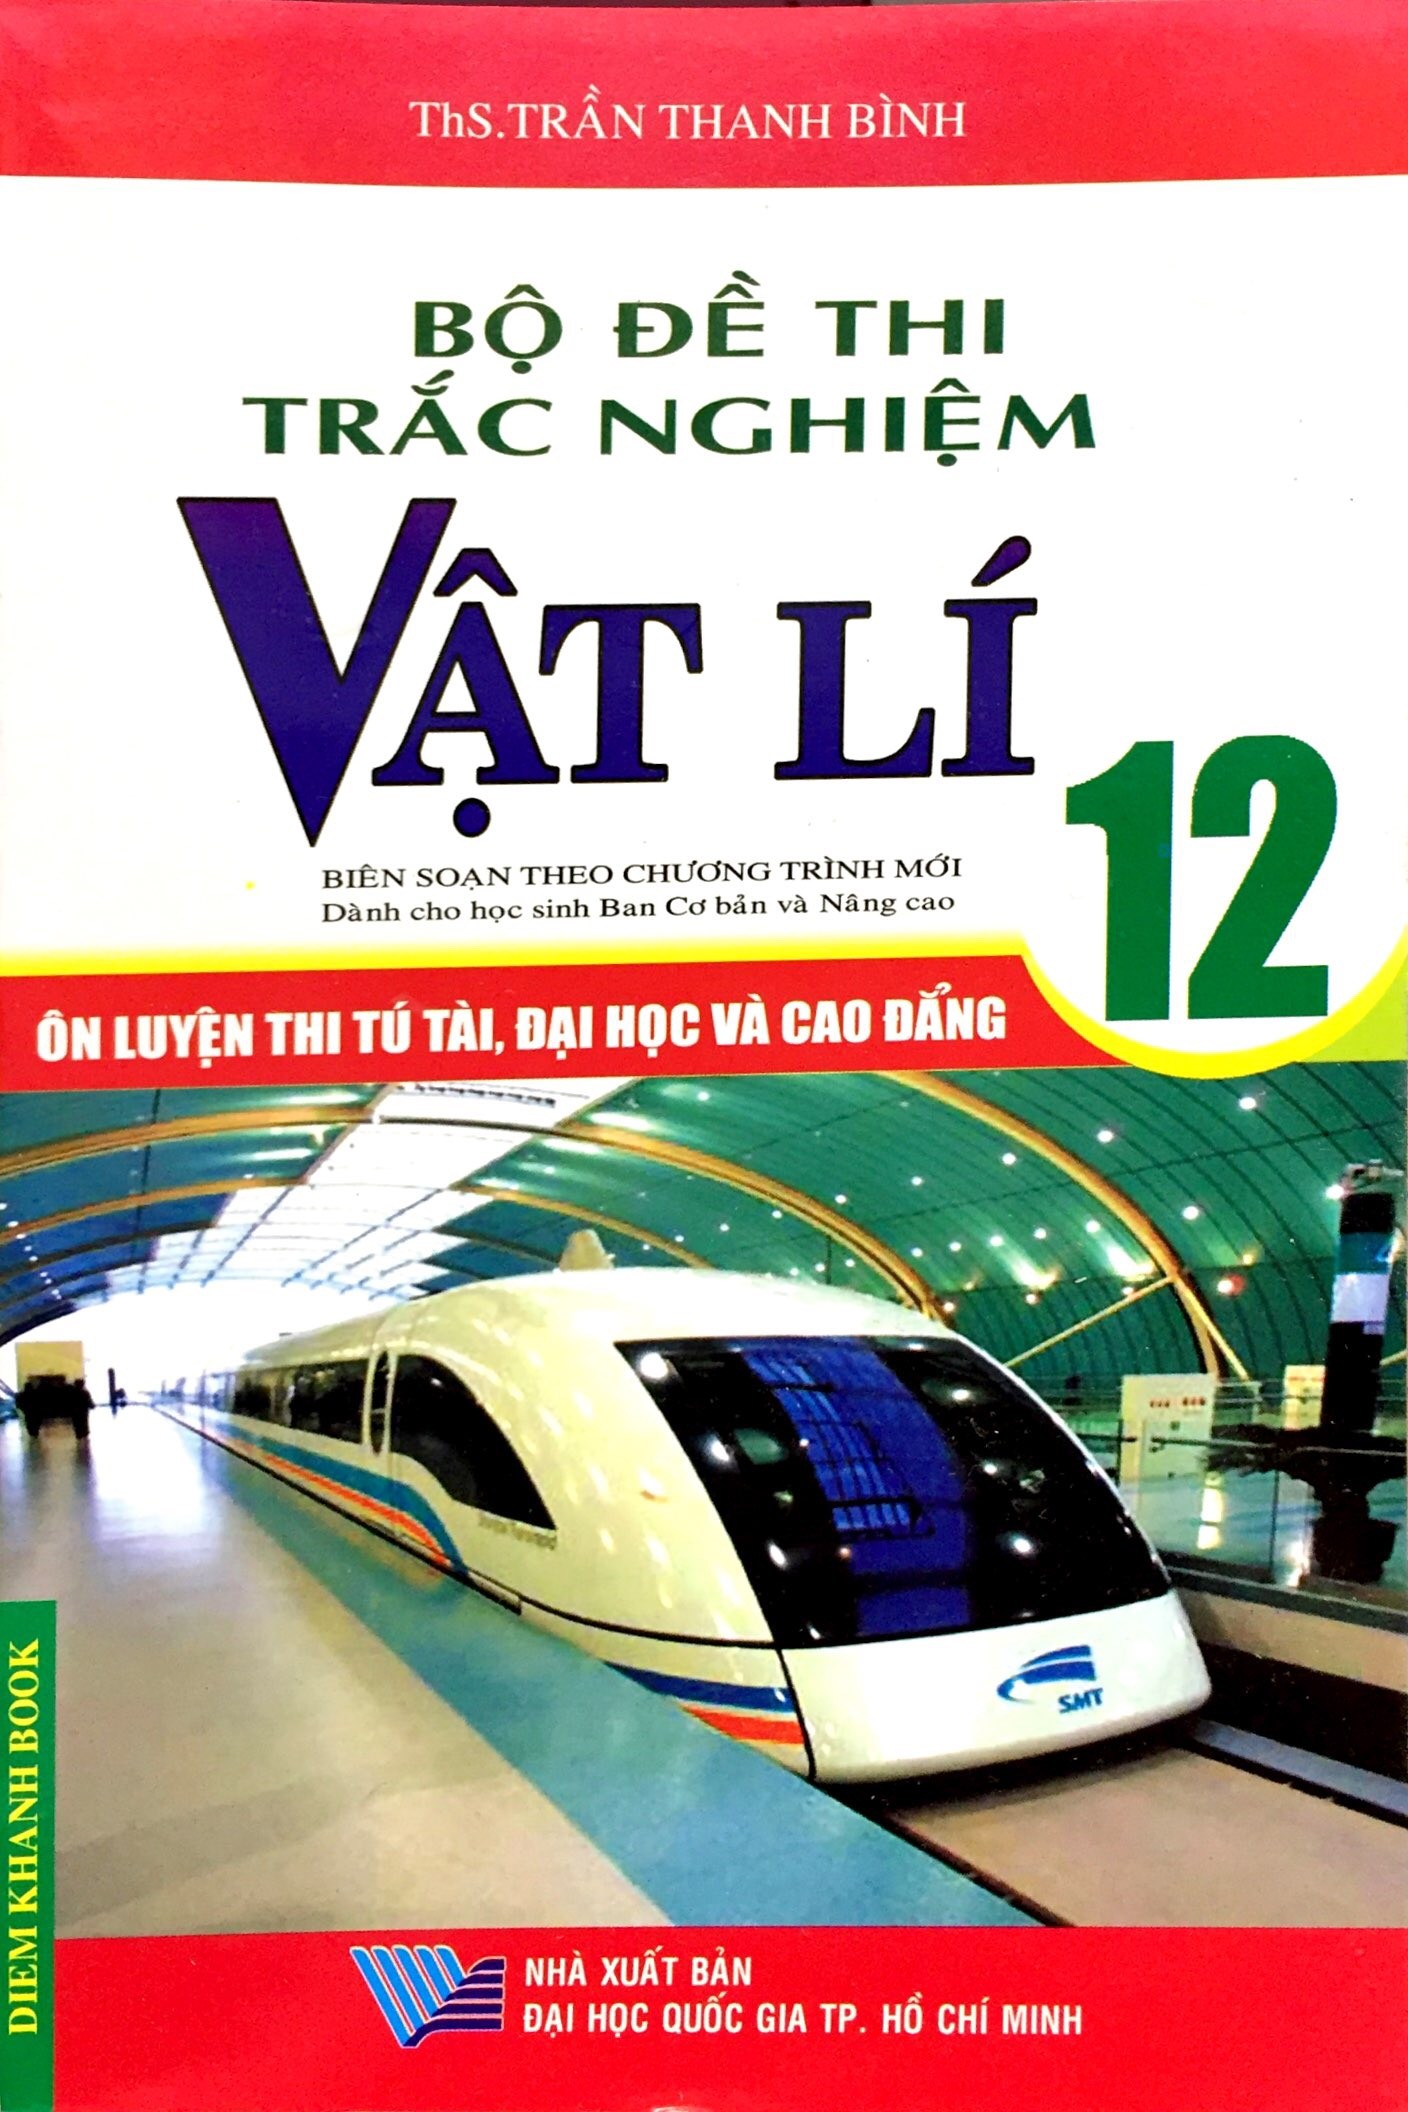 ThS.TRẦN THANH BÌNH
BỘ ĐỀ THI
TRẮC NGHIỆM
VẬT LÍ
12
BIÊN SOẠN THEO CHƯƠNG TRÌNH MỚI
Dành cho học sinh Ban Cơ bản và Nâng cao
ÔN LUYỆN THI TÚ TÀI, ĐẠI HỌC VÀ CAO ĐẲNG
SMT
DIEM KHANH BOOK
NHÀ XUẤT BẢN
ĐẠI HỌC QUỐC GIA TP. HỒ CHÍ MINH